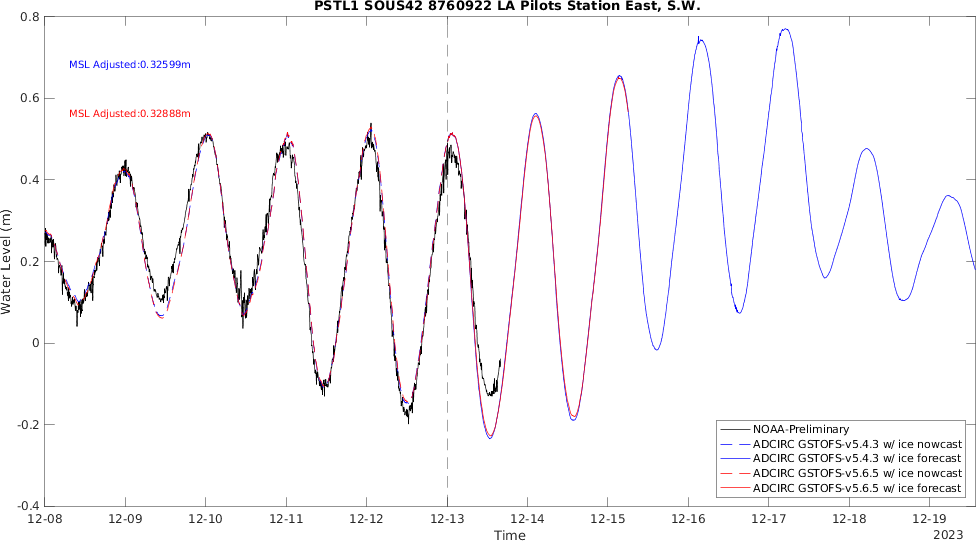 PSTL1 SOUS42 8760922 LA Pilots Station East, S.W.
0.8
MSL Adjusted:0.32599m
0.6
MSL Adjusted:0.32888m
0.4
0.2
Water Level (m)
0
-0.2
NOAA-Preliminary
ADCIRC GSTOFS-v5.4.3 w/ ice nowcast
ADCIRC GSTOFS-v5.4.3 w/ ice forecast
ADCIRC GSTOFS-v5.6.5 w/ ice nowcast
ADCIRC GSTOFS-v5.6.5 w/ ice forecast
-0.4
12-08 12-09 12-10 12-11 12-12 12-13 12-14 12-15 12-16 12-17 12-18 12-19
Time 2023